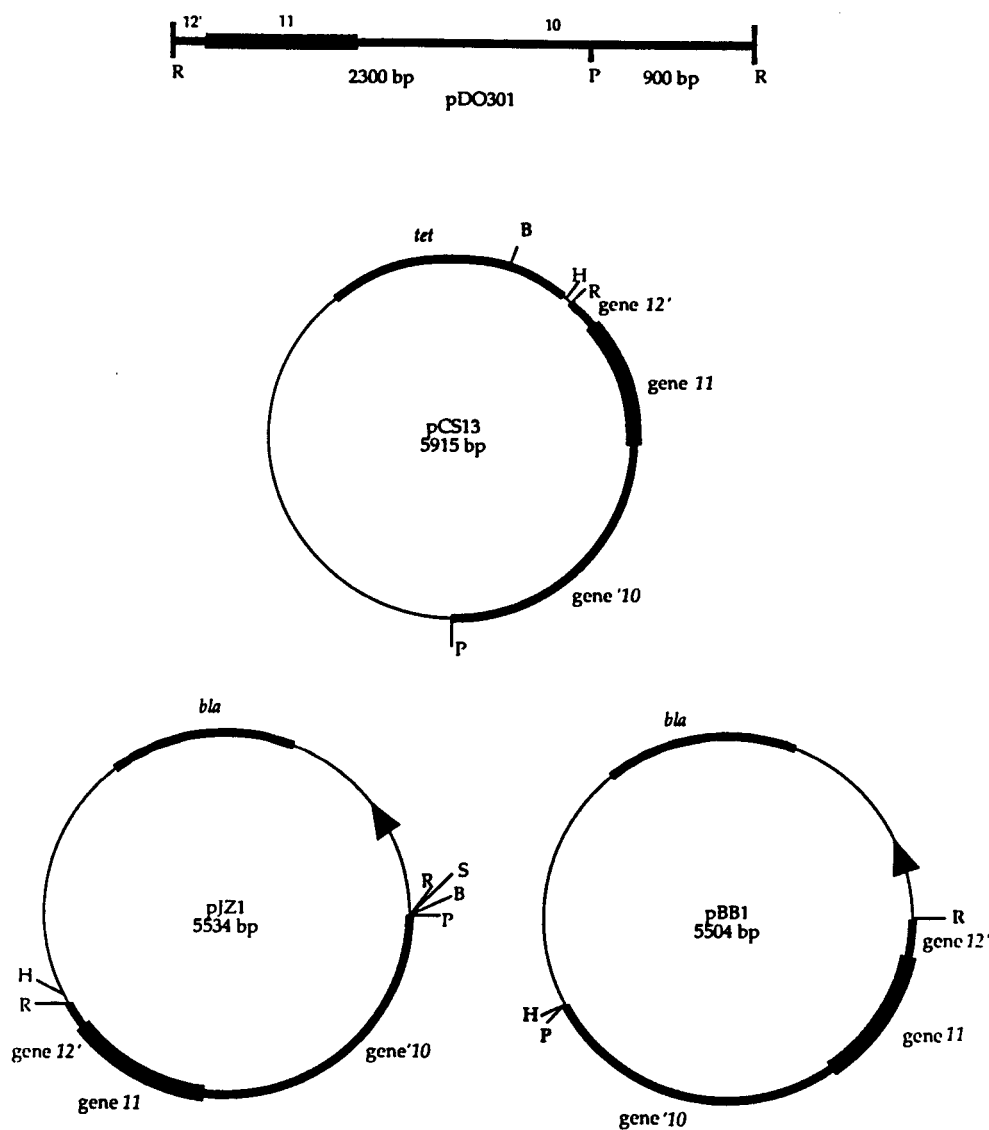 12' 11 10
R 2300 bp P 900 bp R
pDO301
tet B
H
R
gene 12'
gene 11
pCS13
5915 bp
gene '10
P
bla
R S
B
P
pJZ1
5534 bp
H
R
gene 12'
gene'10
gene 11
bla
pBB1
5504 bp
R
gene 12'
H
P
gene 11
gene '10